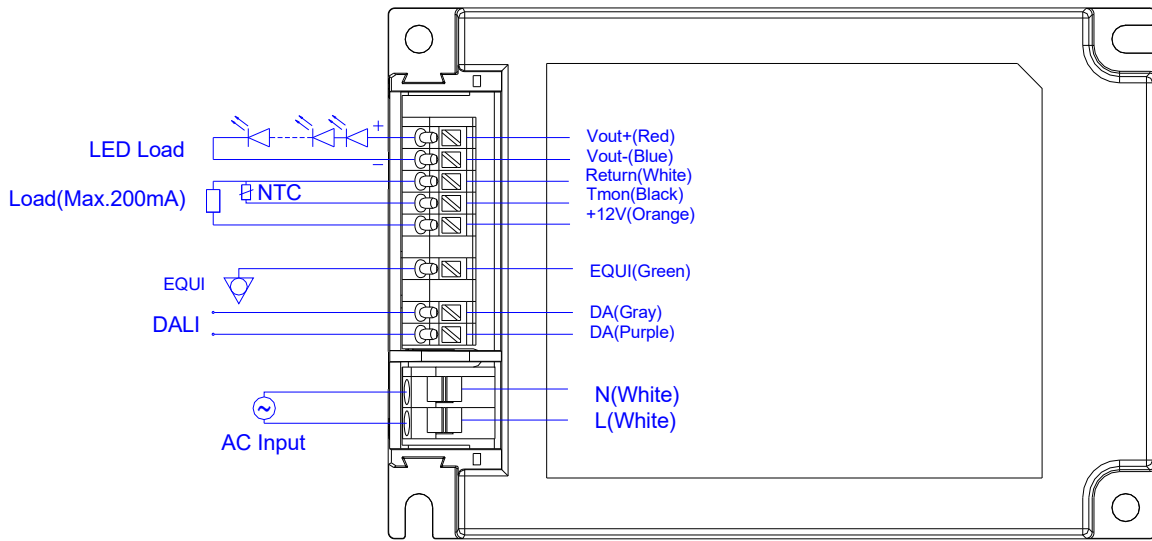 LED Load
+
–
Load(Max.200mA)
NTC
EQUI
DALI
AC Input
Vout+(Red)
Vout-(Blue)
Return(White)
Tmon(Black)
+12V(Orange)
EQUI(Green)
DA(Gray)
DA(Purple)
N(White)
L(White)